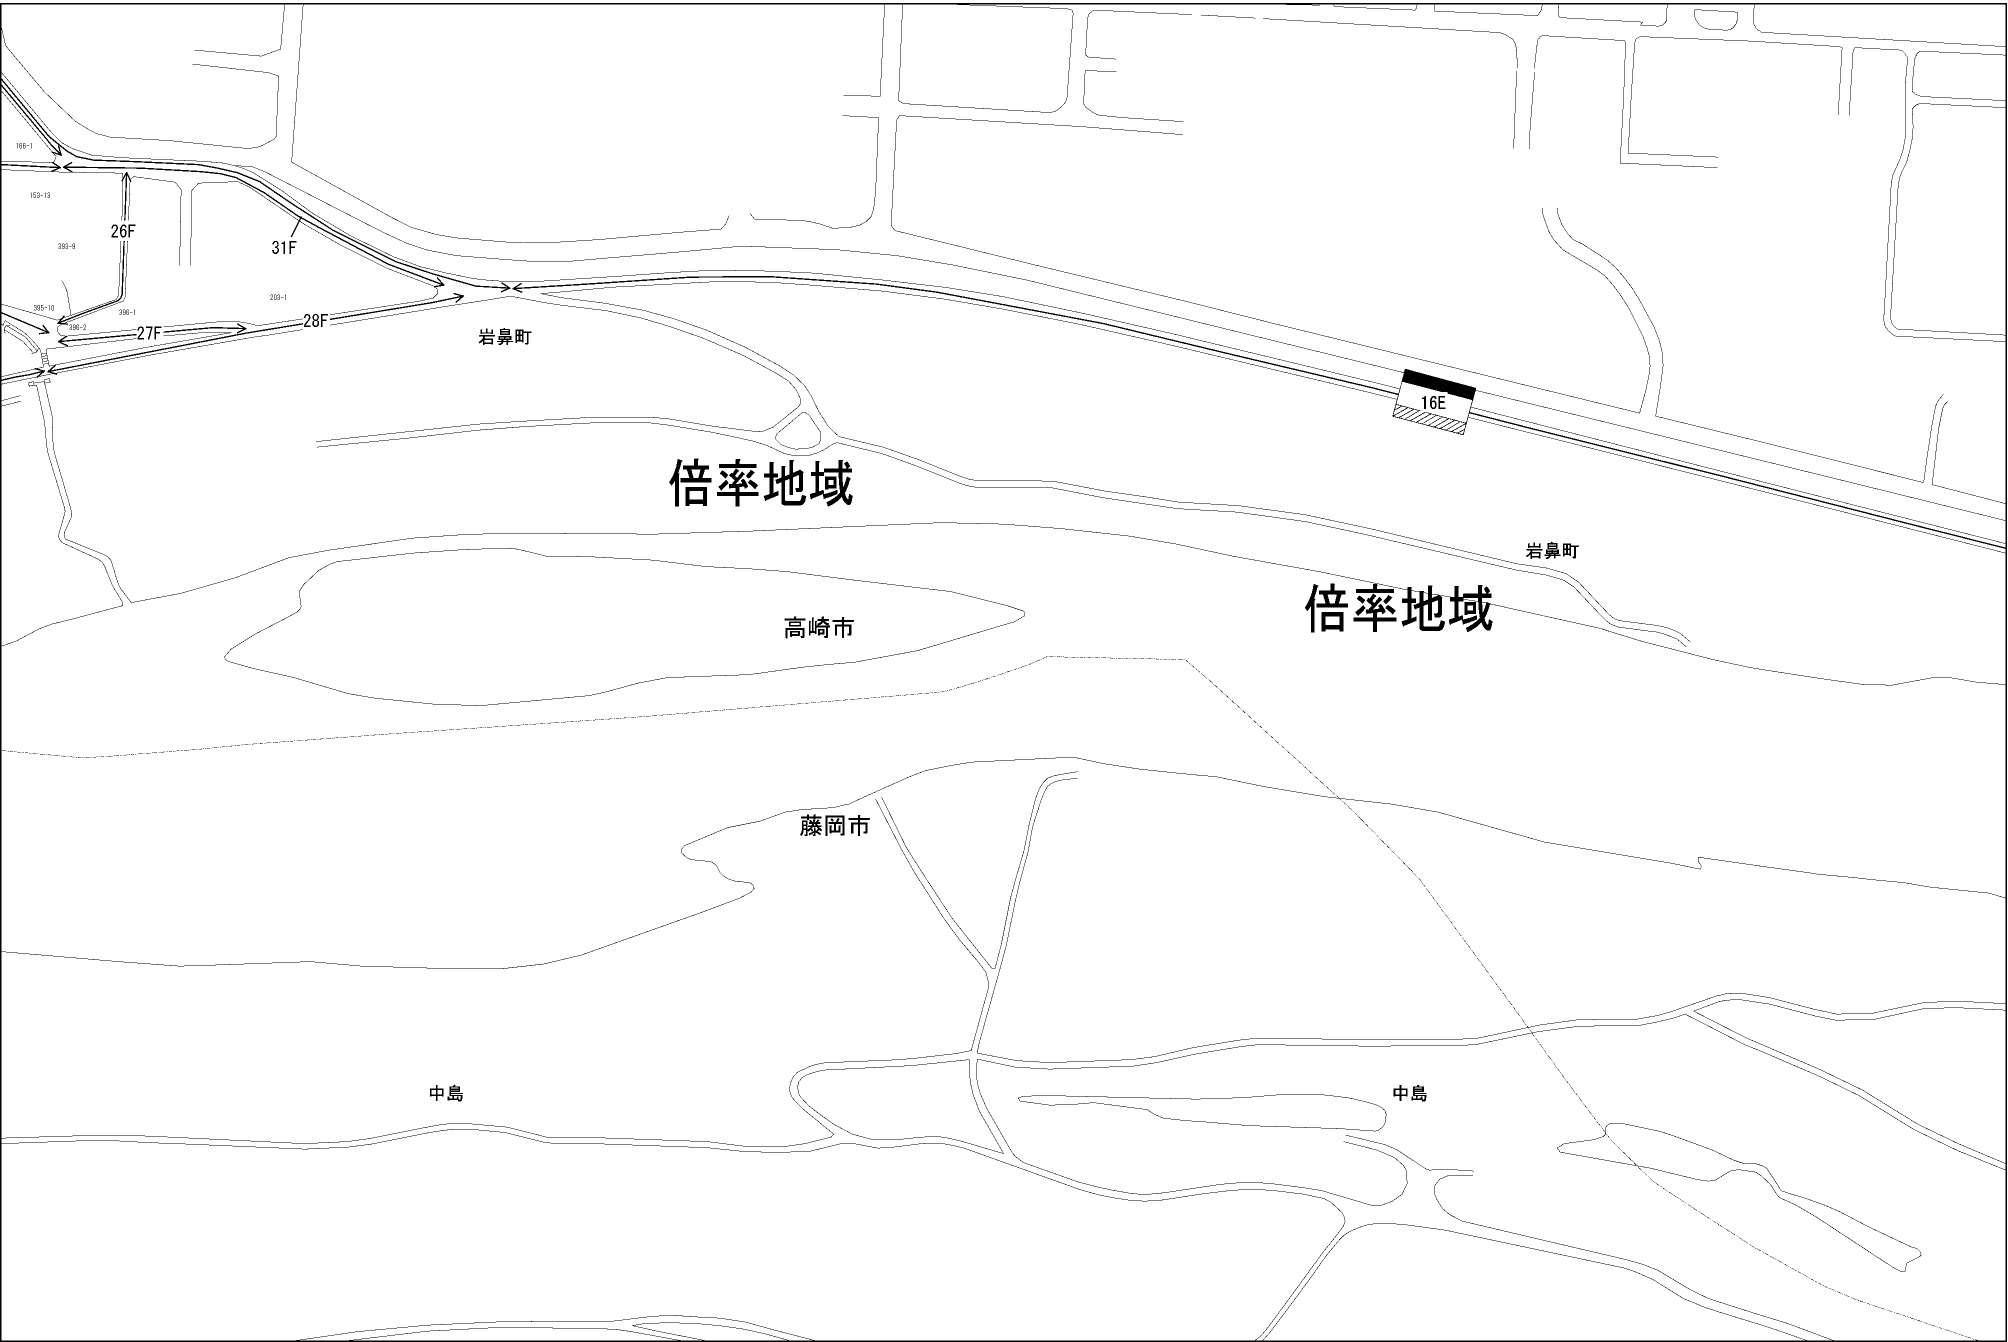 166-1
153-13
26F
393-9
31F
203-1
395-10
396-1
396-2
27F
28F
岩鼻町
16E
倍率地域
岩鼻町
倍率地域
高崎市
藤岡市
中島
中島